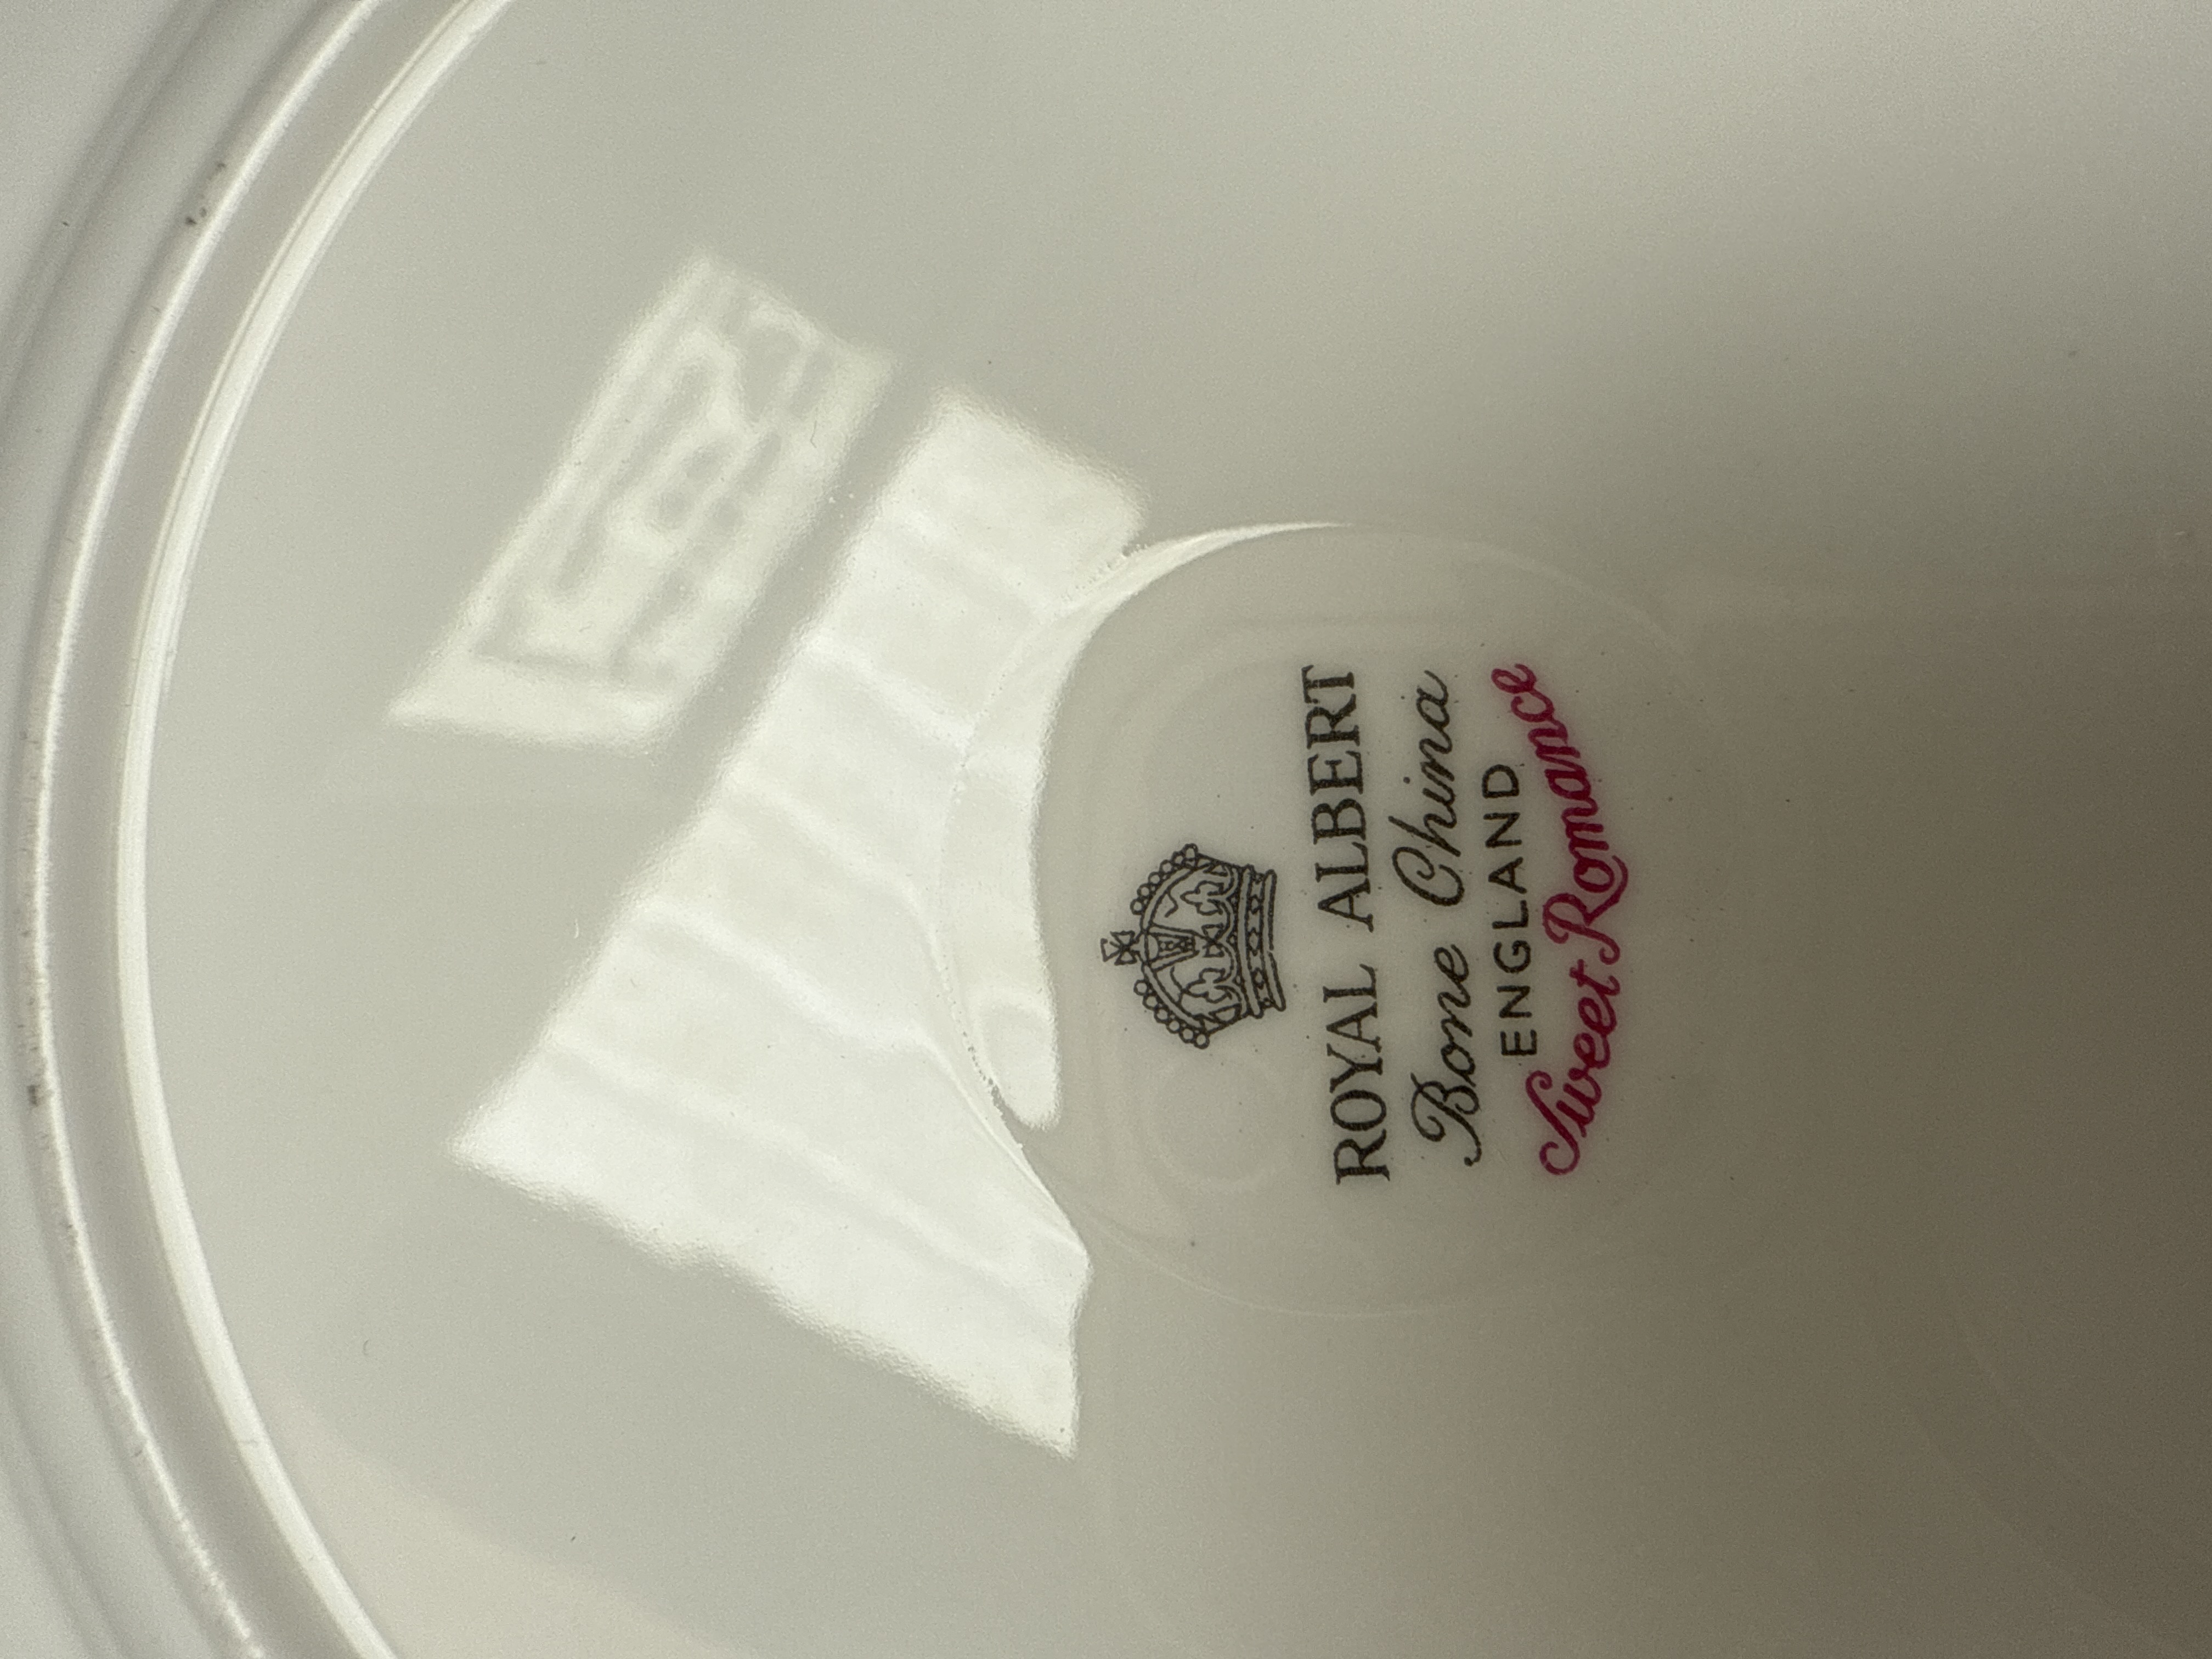 ROYAL ALBERT
Bone China
ENGLAND
Sweet Romance